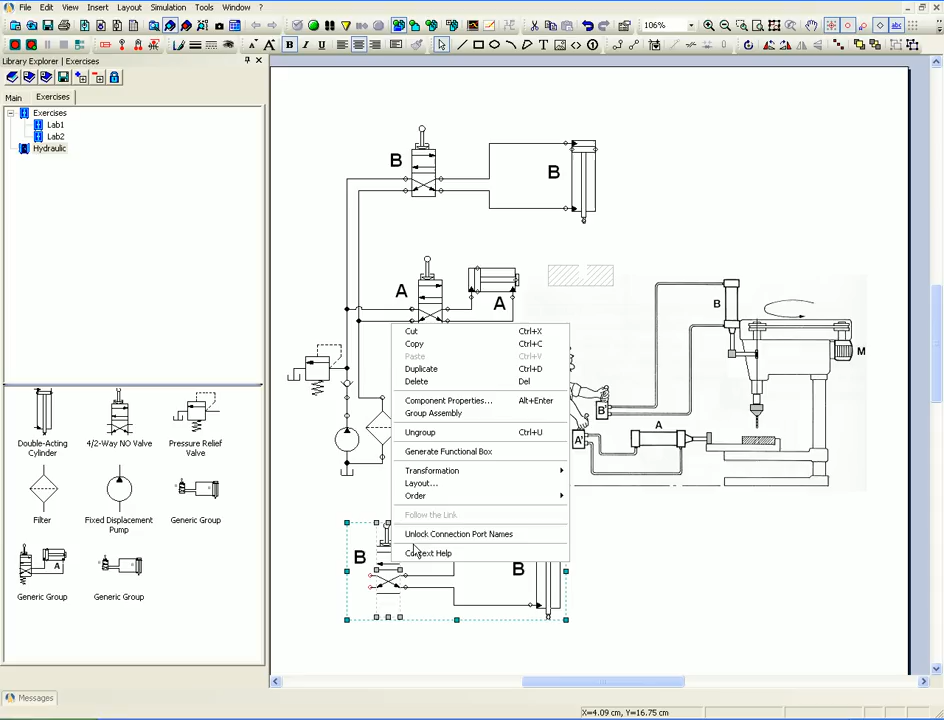 File Edit View Insert Layout Simulation Tools Window ?
106%
A A B I U
T
Library Explorer | Exercises
Main Exercises
Exercises
Lab1
Lab2
Hydraulic
Double-Acting Cylinder
4/2-Way NO Valve
Pressure Relief Valve
Filter
Fixed Displacement Pump
Generic Group
A
Generic Group
Generic Group
B
B
A
A
B
M
B'
A
A'
B
B
Cut Ctrl+X
Copy Ctrl+C
Paste Ctrl+V
Duplicate Ctrl+D
Delete Del
Component Properties... Alt+Enter
Group Assembly
Ungroup Ctrl+U
Generate Functional Box
Transformation
Layout...
Order
Follow the Link
Unlock Connection Port Names
Context Help
Messages
X=4.09 cm, Y=16.75 cm